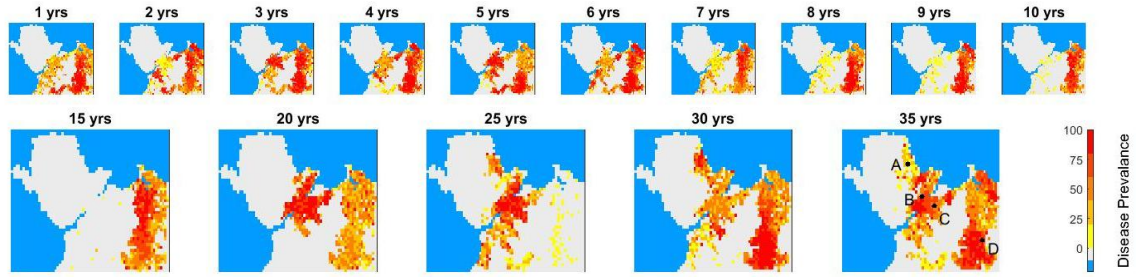 1 yrs 2 yrs 3 yrs 4 yrs 5 yrs 6 yrs 7 yrs 8 yrs 9 yrs 10 yrs
15 yrs 20 yrs 25 yrs 30 yrs 35 yrs
A
B
C
D
100
75
50
25
0
Disease Prevalance